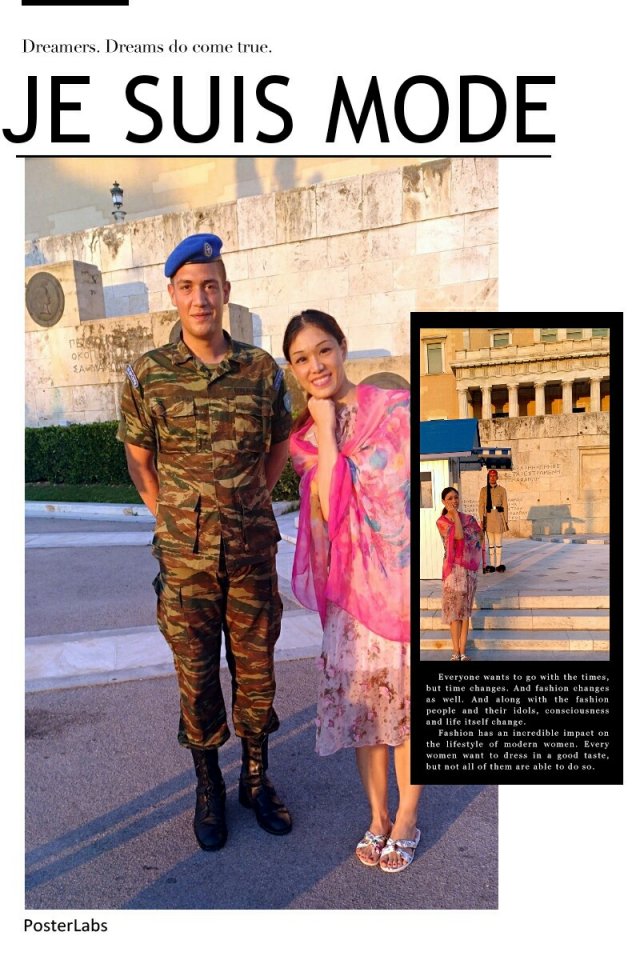 Dreamers. Dreams do come true.
JE SUIS MODE
Everyone wants to go with the times,
but time changes. And fashion changes
as well. And along with the fashion
people and their idols, consciousness
and life itself change.
Fashion has an incredible impact on
the lifestyle of modern women. Every
women want to dress in a good taste,
but not all of them are able to do so.
PosterLabs